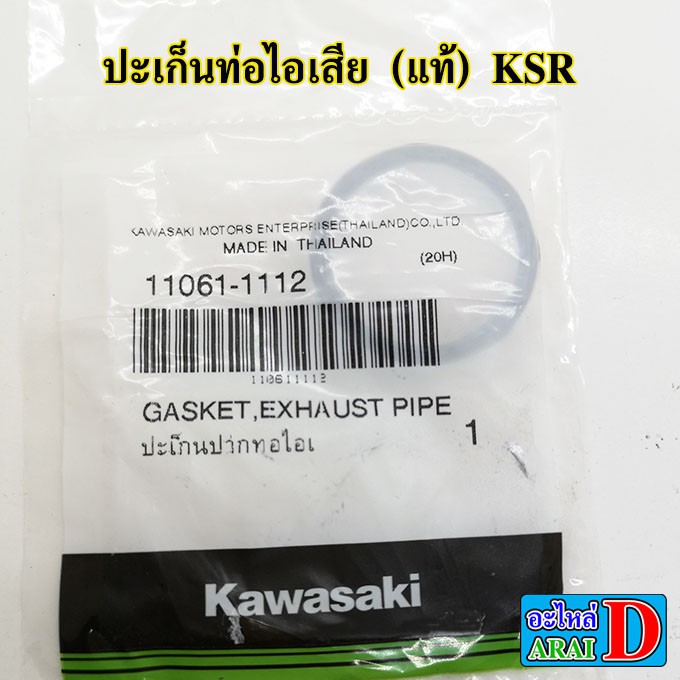 ปะเก็นท่อไอเสีย (แท้) KSR
KAWASAKI MOTORS ENTERPRISE(THAILAND)CO.,LTD.
MADE IN THAILAND
(20H)
11061-1112
110611112
GASKET,EXHAUST PIPE
ปะเก็นปากทอไอเ
1
Kawasaki
อะไหล่
ARAI D